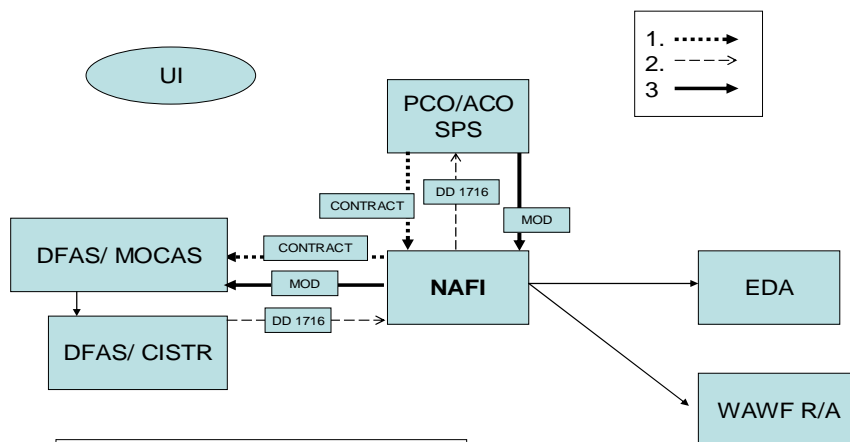 UI
1.
2.
3
PCO/ACO
SPS
DD 1716
CONTRACT
MOD
CONTRACT
DFAS/ MOCAS
MOD
NAFI
EDA
DD 1716
DFAS/ CISTR
WAWF R/A